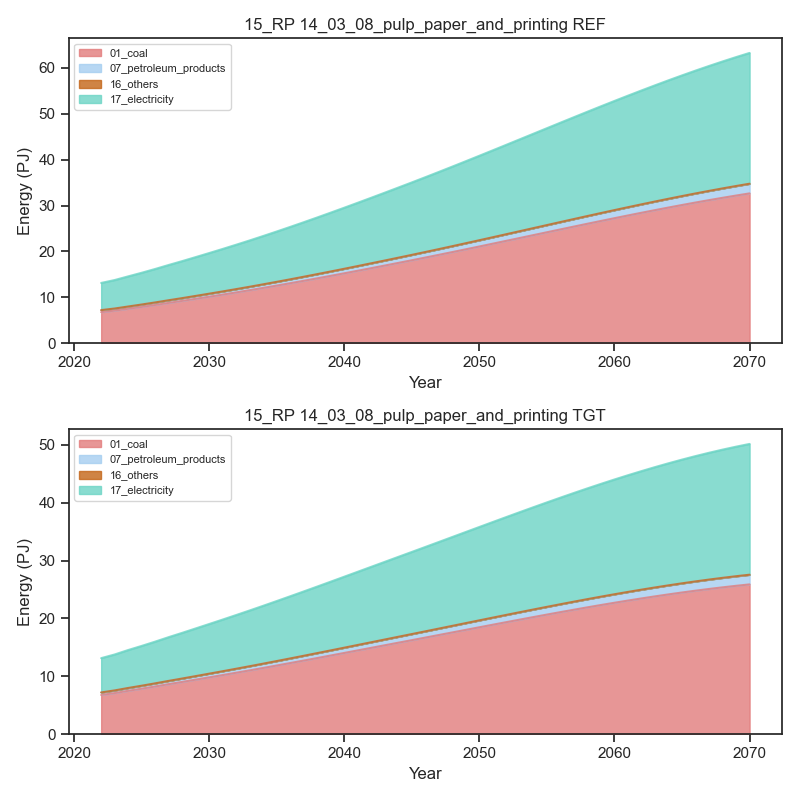 15_RP 14_03_08_pulp_paper_and_printing REF
01_coal
07_petroleum_products
16_others
17_electricity
Energy (PJ)
60
50
40
30
20
10
0
2020 2030 2040 2050 2060 2070
Year
15_RP 14_03_08_pulp_paper_and_printing TGT
01_coal
07_petroleum_products
16_others
17_electricity
Energy (PJ)
50
40
30
20
10
0
2020 2030 2040 2050 2060 2070
Year